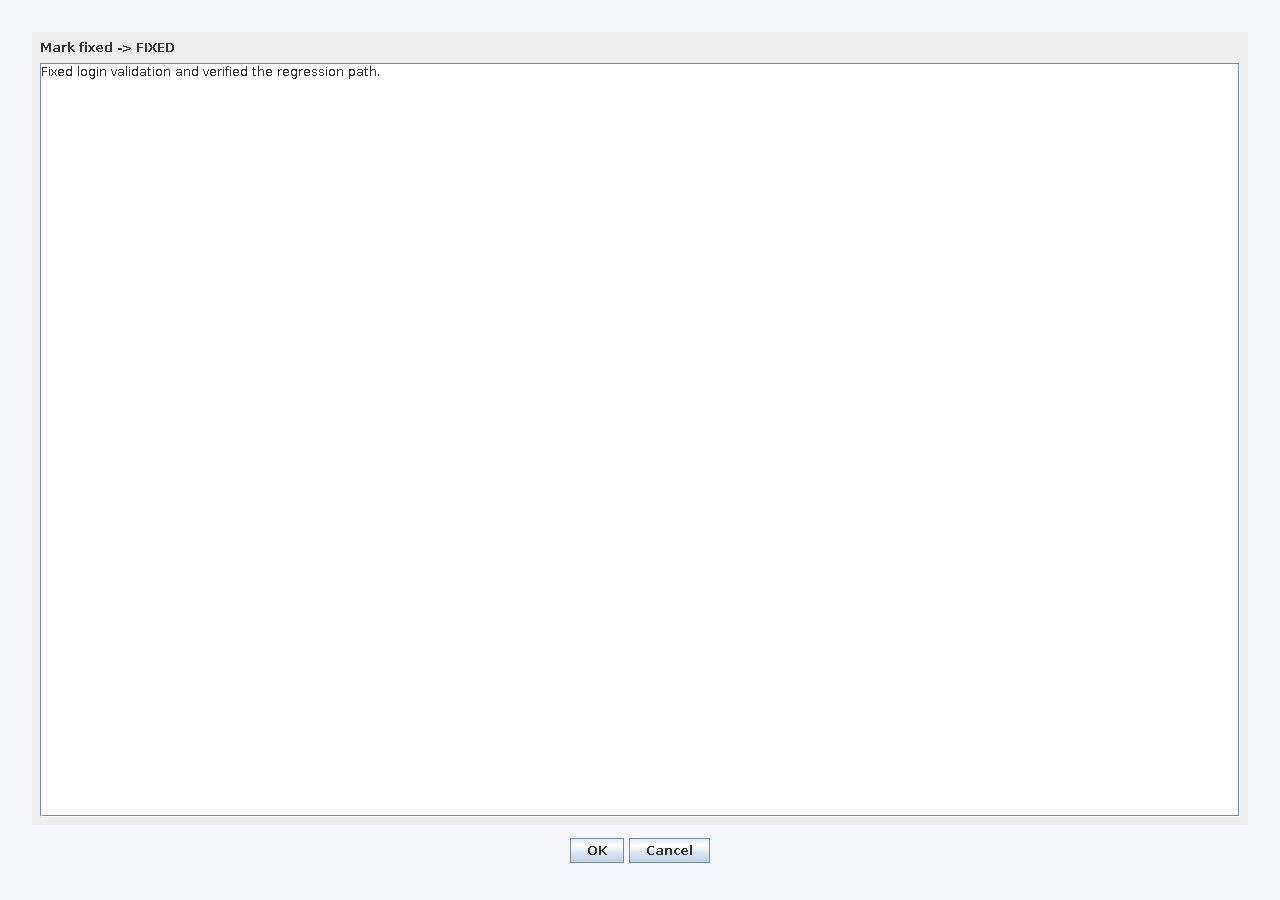 Mark fixed -> FIXED
Fixed login validation and verified the regression path.
OK
Cancel